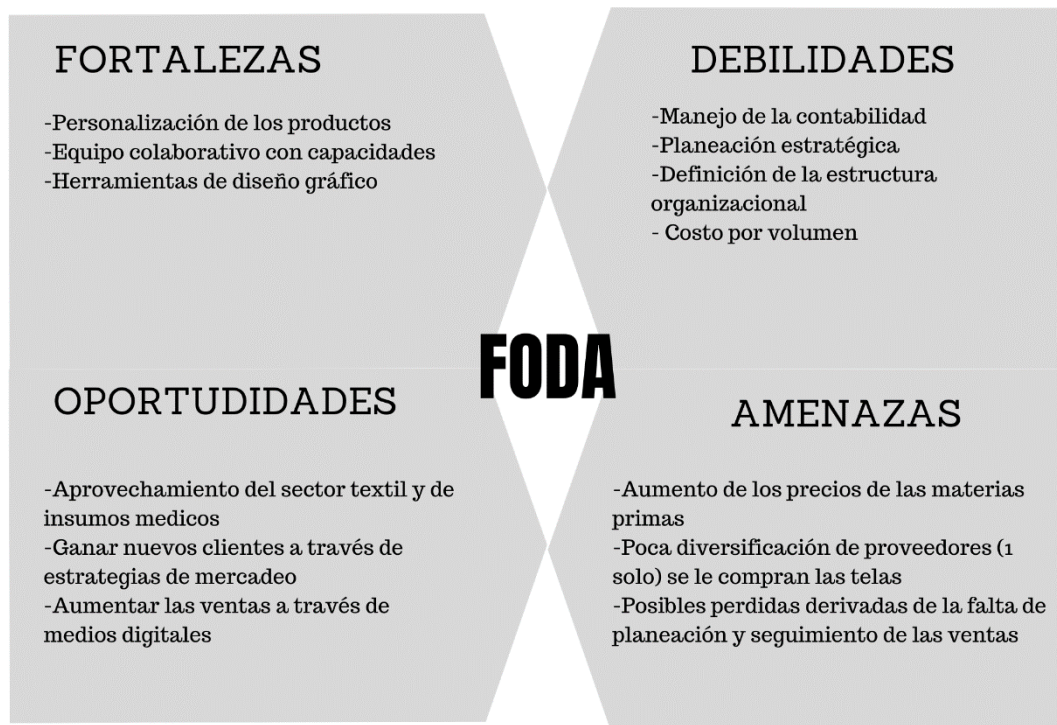 FORTALEZAS
-Personalización de los productos
-Equipo colaborativo con capacidades
-Herramientas de diseño gráfico
DEBILIDADES
-Manejo de la contabilidad
-Planeación estratégica
-Definición de la estructura
organizacional
- Costo por volumen
FODA
OPORTUDIDADES
-Aprovechamiento del sector textil y de
insumos medicos
-Ganar nuevos clientes a través de
estrategias de mercadeo
-Aumentar las ventas a través de
medios digitales
AMENAZAS
-Aumento de los precios de las materias
primas
-Poca diversificación de proveedores (1
solo) se le compran las telas
-Posibles perdidas derivadas de la falta de
planeación y seguimiento de las ventas